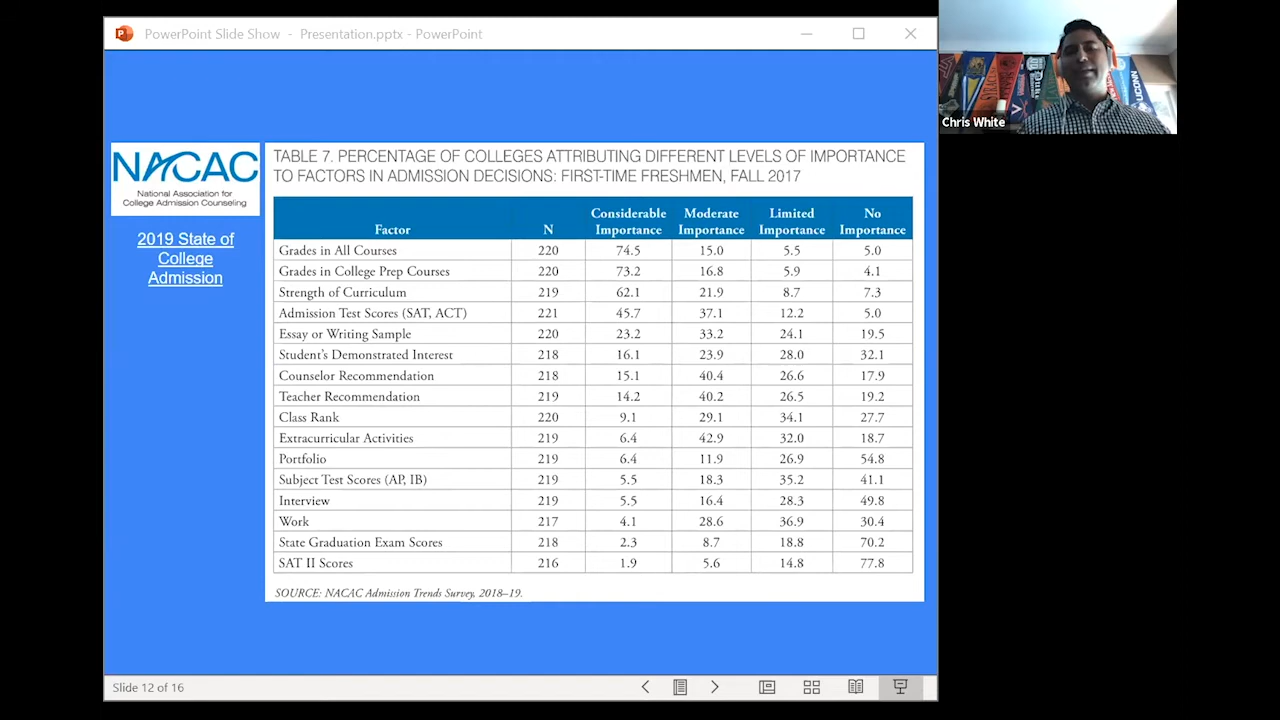 PowerPoint Slide Show - Presentation.pptx - PowerPoint
NACAC
National Association for
College Admission Counseling
2019 State of
College
Admission
TABLE 7. PERCENTAGE OF COLLEGES ATTRIBUTING DIFFERENT LEVELS OF IMPORTANCE
TO FACTORS IN ADMISSION DECISIONS: FIRST-TIME FRESHMEN, FALL 2017
Factor N Considerable Importance Moderate Importance Limited Importance No Importance
Grades in All Courses 220 74.5 15.0 5.5 5.0
Grades in College Prep Courses 220 73.2 16.8 5.9 4.1
Strength of Curriculum 219 62.1 21.9 8.7 7.3
Admission Test Scores (SAT, ACT) 221 45.7 37.1 12.2 5.0
Essay or Writing Sample 220 23.2 33.2 24.1 19.5
Student's Demonstrated Interest 218 16.1 23.9 28.0 32.1
Counselor Recommendation 218 15.1 40.4 26.6 17.9
Teacher Recommendation 219 14.2 40.2 26.5 19.2
Class Rank 220 9.1 29.1 34.1 27.7
Extracurricular Activities 219 6.4 42.9 32.0 18.7
Portfolio 219 6.4 11.9 26.9 54.8
Subject Test Scores (AP, IB) 219 5.5 18.3 35.2 41.1
Interview 219 5.5 16.4 28.3 49.8
Work 217 4.1 28.6 36.9 30.4
State Graduation Exam Scores 218 2.3 8.7 18.8 70.2
SAT II Scores 216 1.9 5.6 14.8 77.8
SOURCE: NACAC Admission Trends Survey, 2018–19.
Slide 12 of 16
SYRACUSE
UCONN
Chris White